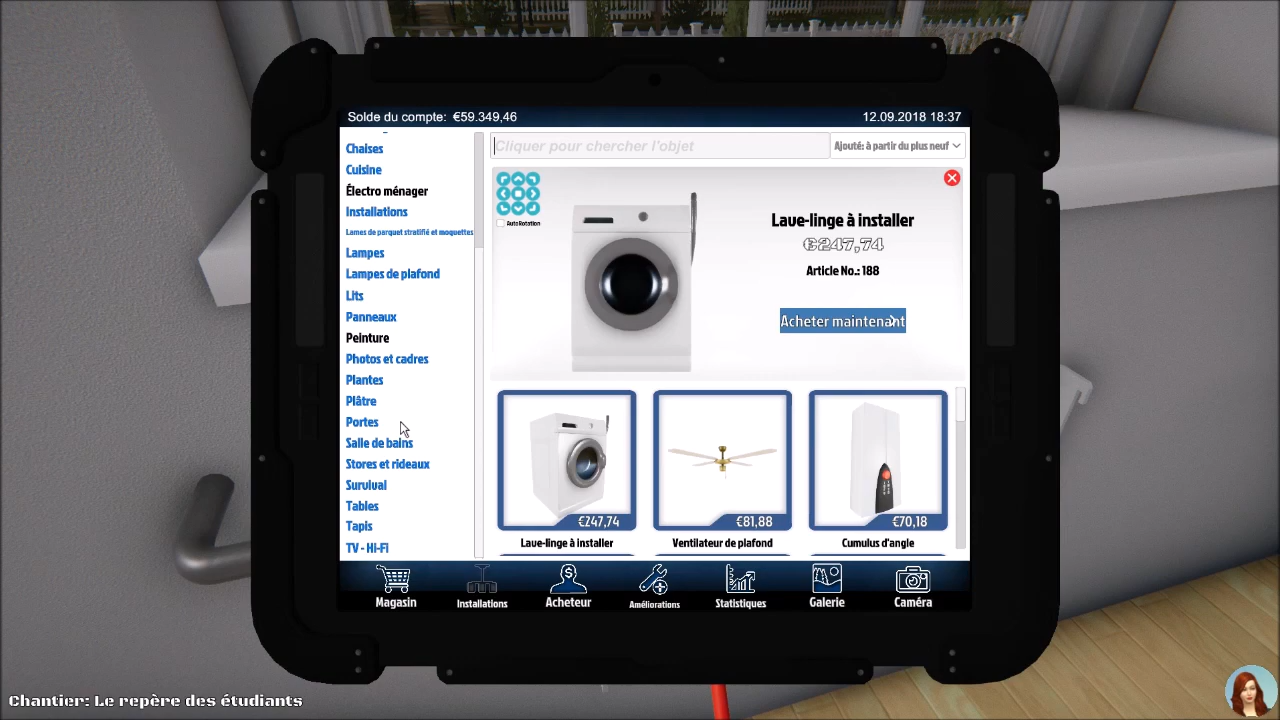 Solde du compte: €59.349,46
12.09.2018 18:37
Cliquer pour chercher l'objet
Ajouté: à partir du plus neuf
Chaises
Cuisine
Électro ménager
Installations
Lames de parquet stratifié et moquettes
Lampes
Lampes de plafond
Lits
Panneaux
Peinture
Photos et cadres
Plantes
Plâtre
Portes
Salle de bains
Stores et rideaux
Survival
Tables
Tapis
TV - HI-FI
Auto Rotation
Lave-linge à installer
€247,74
Article No.: 188
Acheter maintenant
€247,74
Lave-linge à installer
€81,88
Ventilateur de plafond
€70,18
Cumulus d'angle
Magasin
Installations
Acheteur
Améliorations
Statistiques
Galerie
Caméra
Chantier: Le repère des étudiants